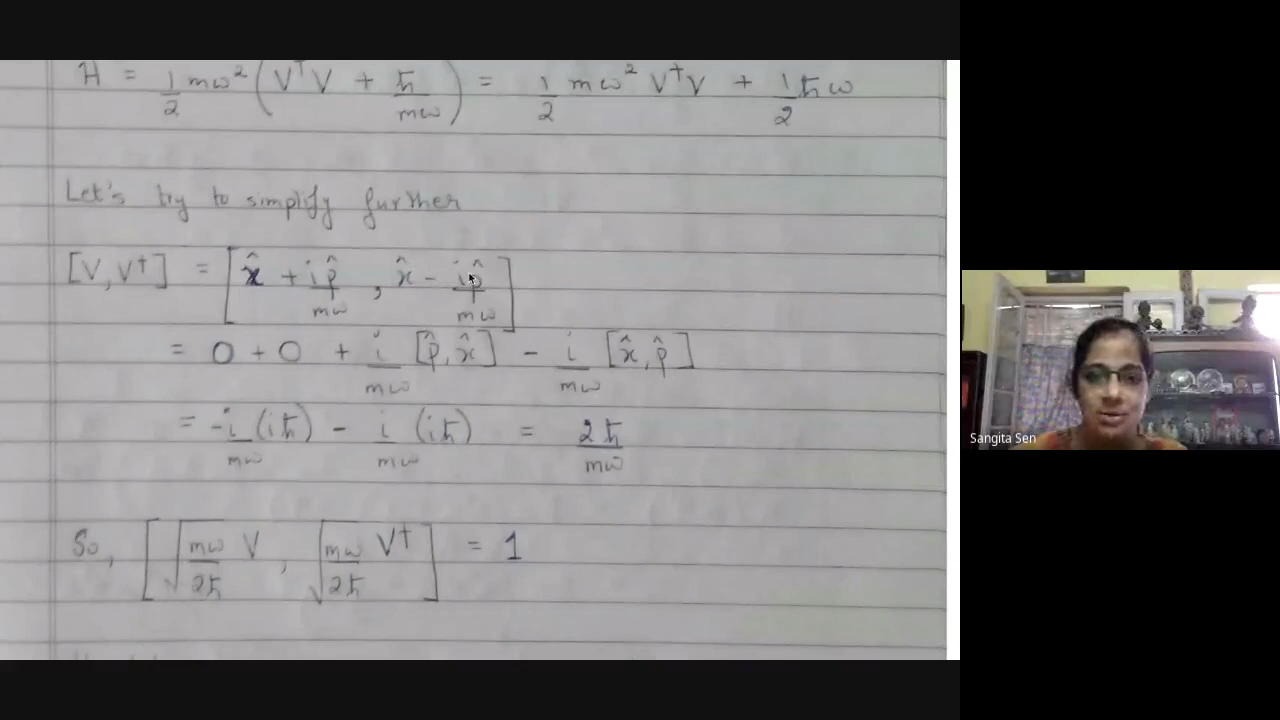 H = 1/2 mω² (V†V + ħ/mω) = 1/2 mω² V†V + 1/2 ħω
Let's try to simplify further
[V, V†] = [x̂ + ip̂/mω , x̂ - ip̂/mω]
= 0 + 0 + i/mω [p̂, x̂] - i/mω [x̂, p̂]
= -i/mω (iħ) - i/mω (iħ) = 2ħ/mω
So, [√(mω/2ħ) V , √(mω/2ħ) V†] = 1
Sangita Sen